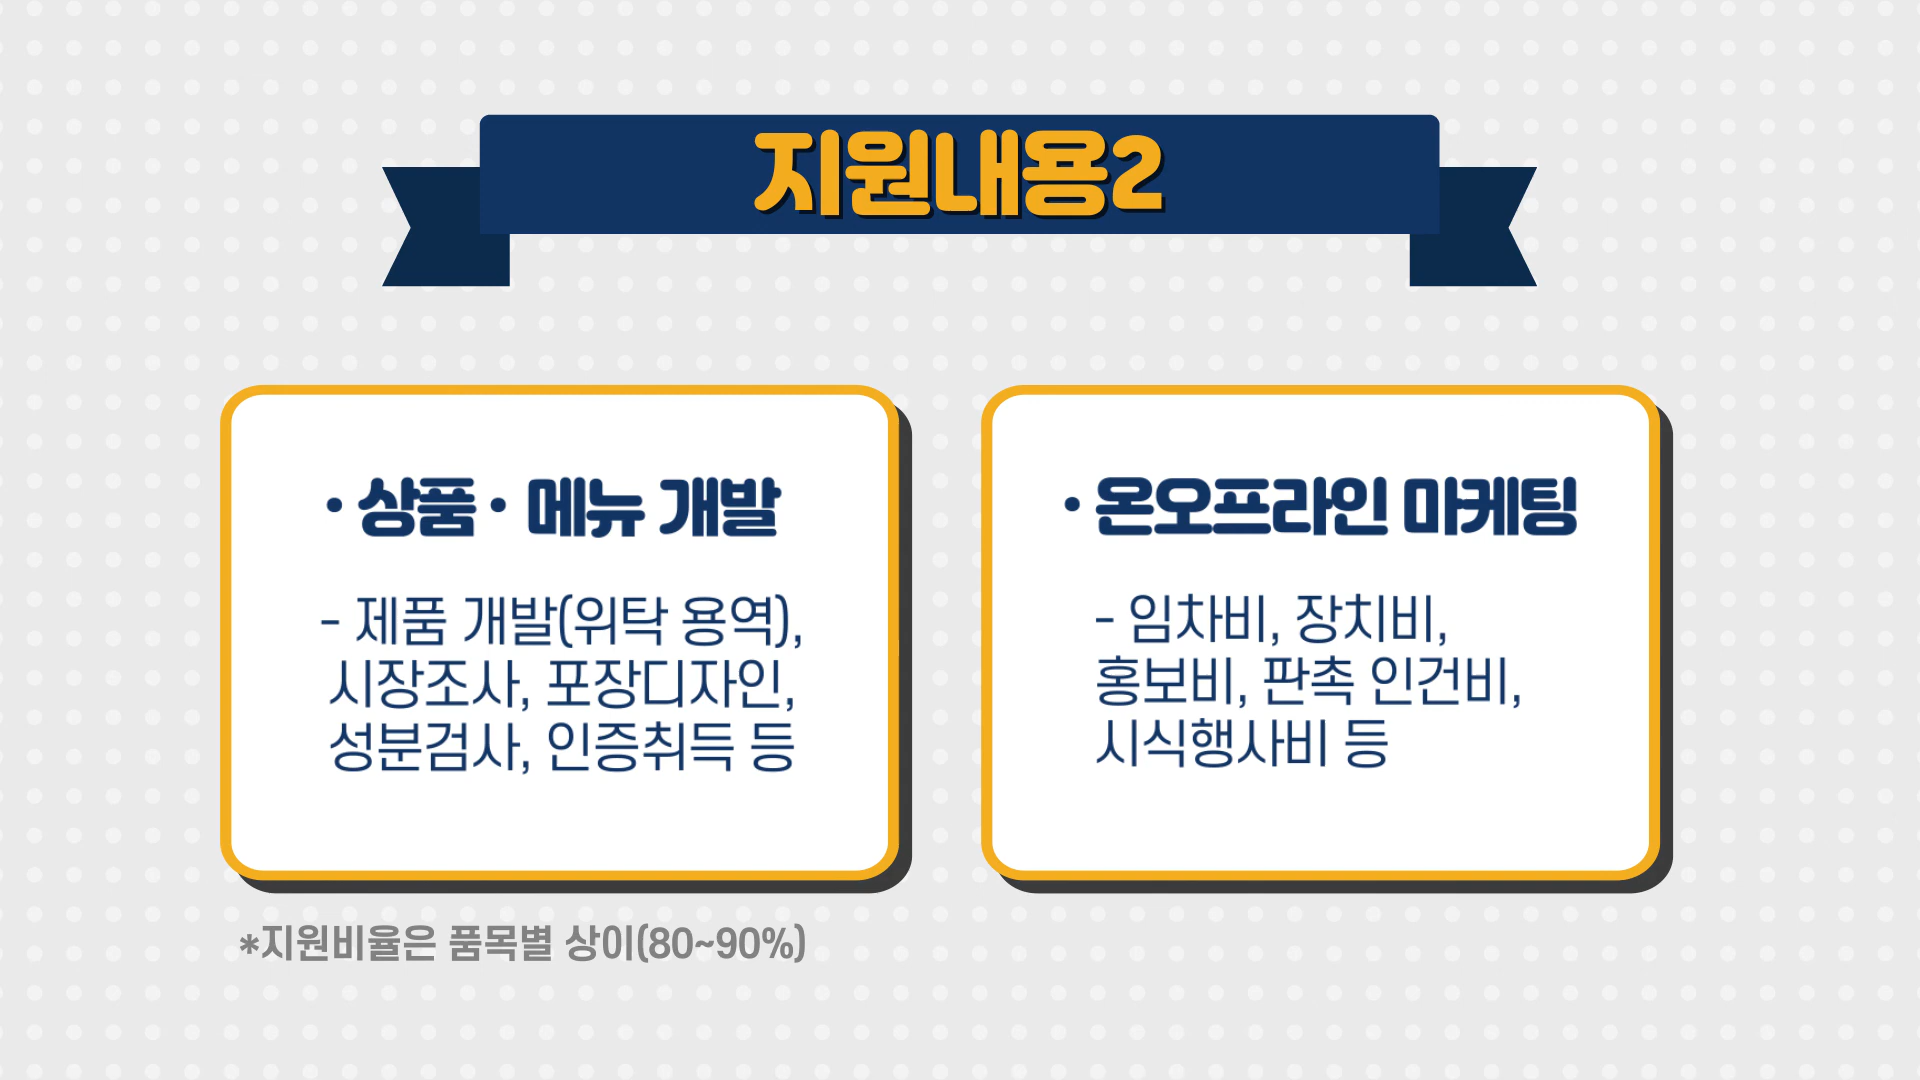 지원내용2
• 상품 • 메뉴 개발
- 제품 개발(위탁 용역),
시장조사, 포장디자인,
성분검사, 인증취득 등
• 온오프라인 마케팅
- 임차비, 장치비,
홍보비, 판촉 인건비,
시식행사비 등
*지원비율은 품목별 상이(80~90%)